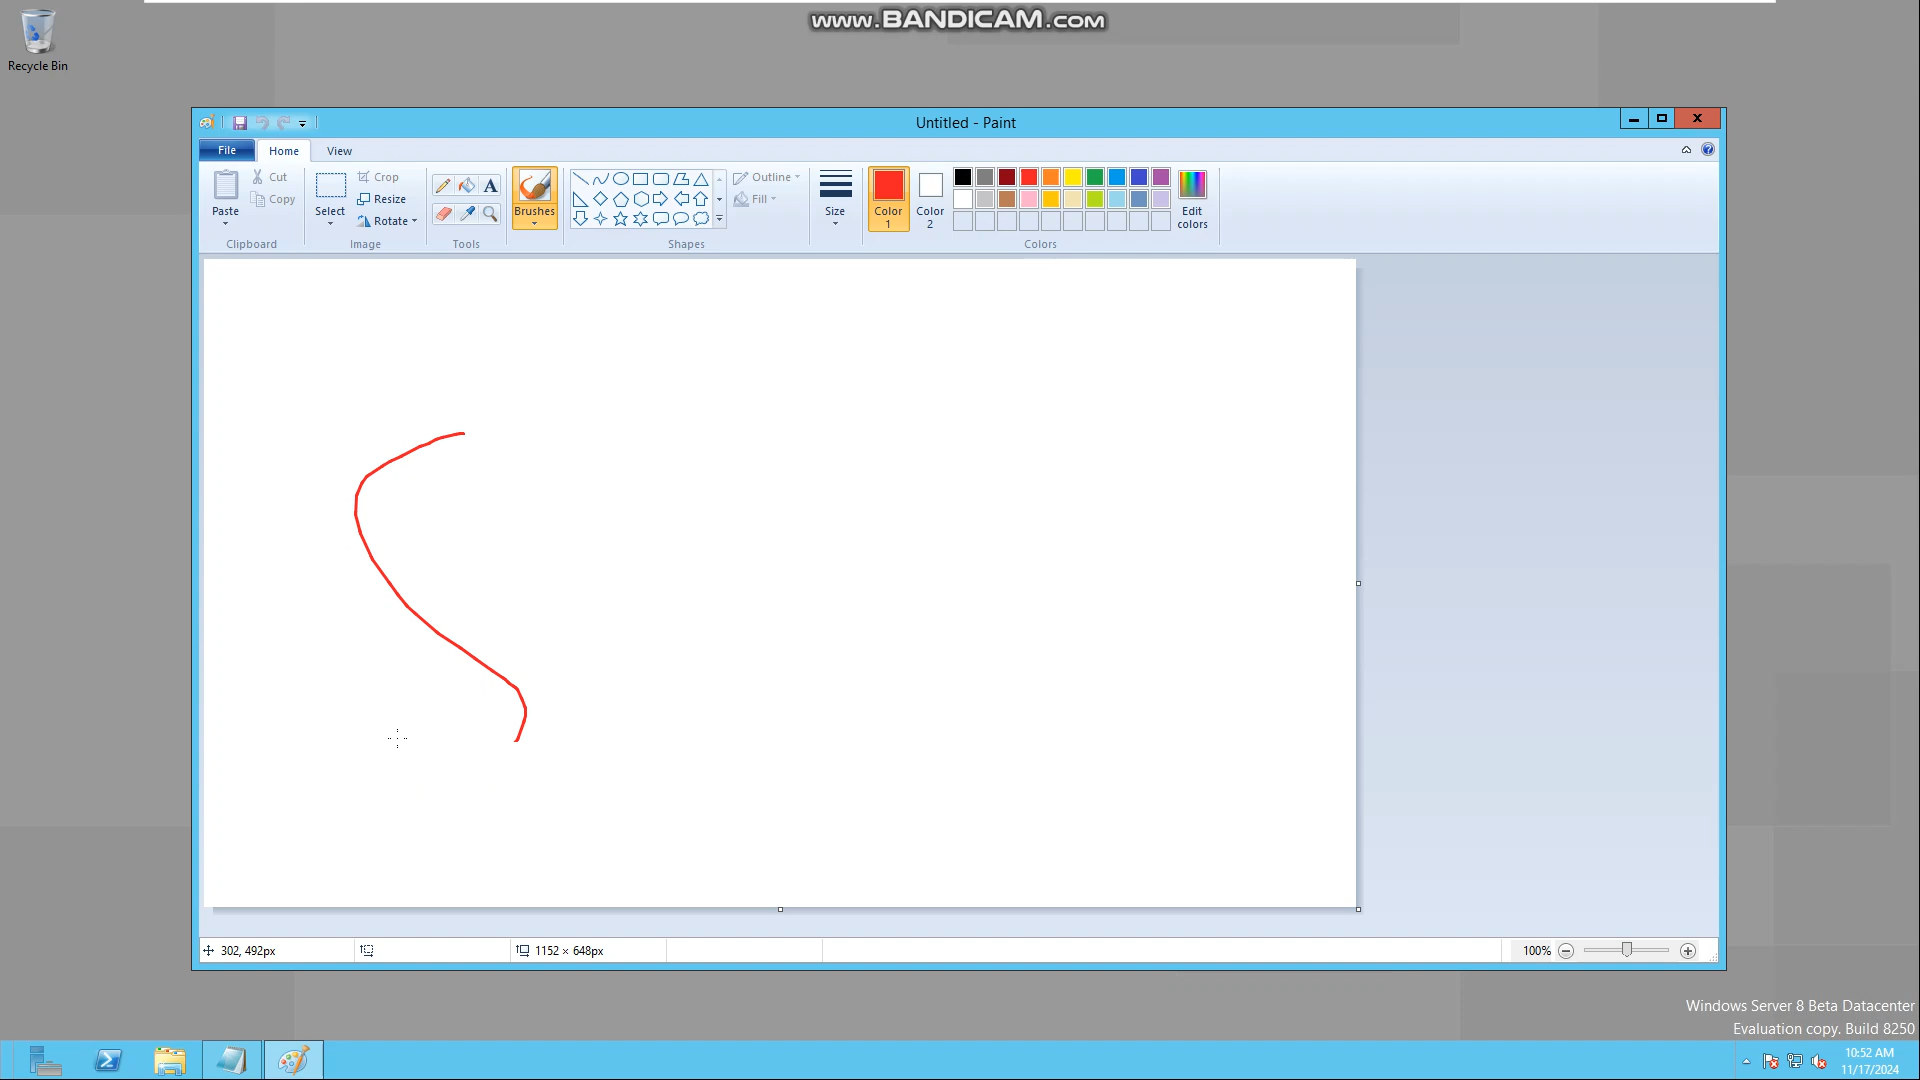 www.BANDICAM.com
Recycle Bin
Untitled - Paint
File Home View
Paste
Cut
Copy
Clipboard
Select
Crop
Resize
Rotate
Image
A
Tools
Brushes
Outline
Fill
Shapes
Size
Color 1
Color 2
Edit colors
Colors
302, 492px
1152 × 648px
100%
Windows Server 8 Beta Datacenter
Evaluation copy. Build 8250
10:52 AM
11/17/2024